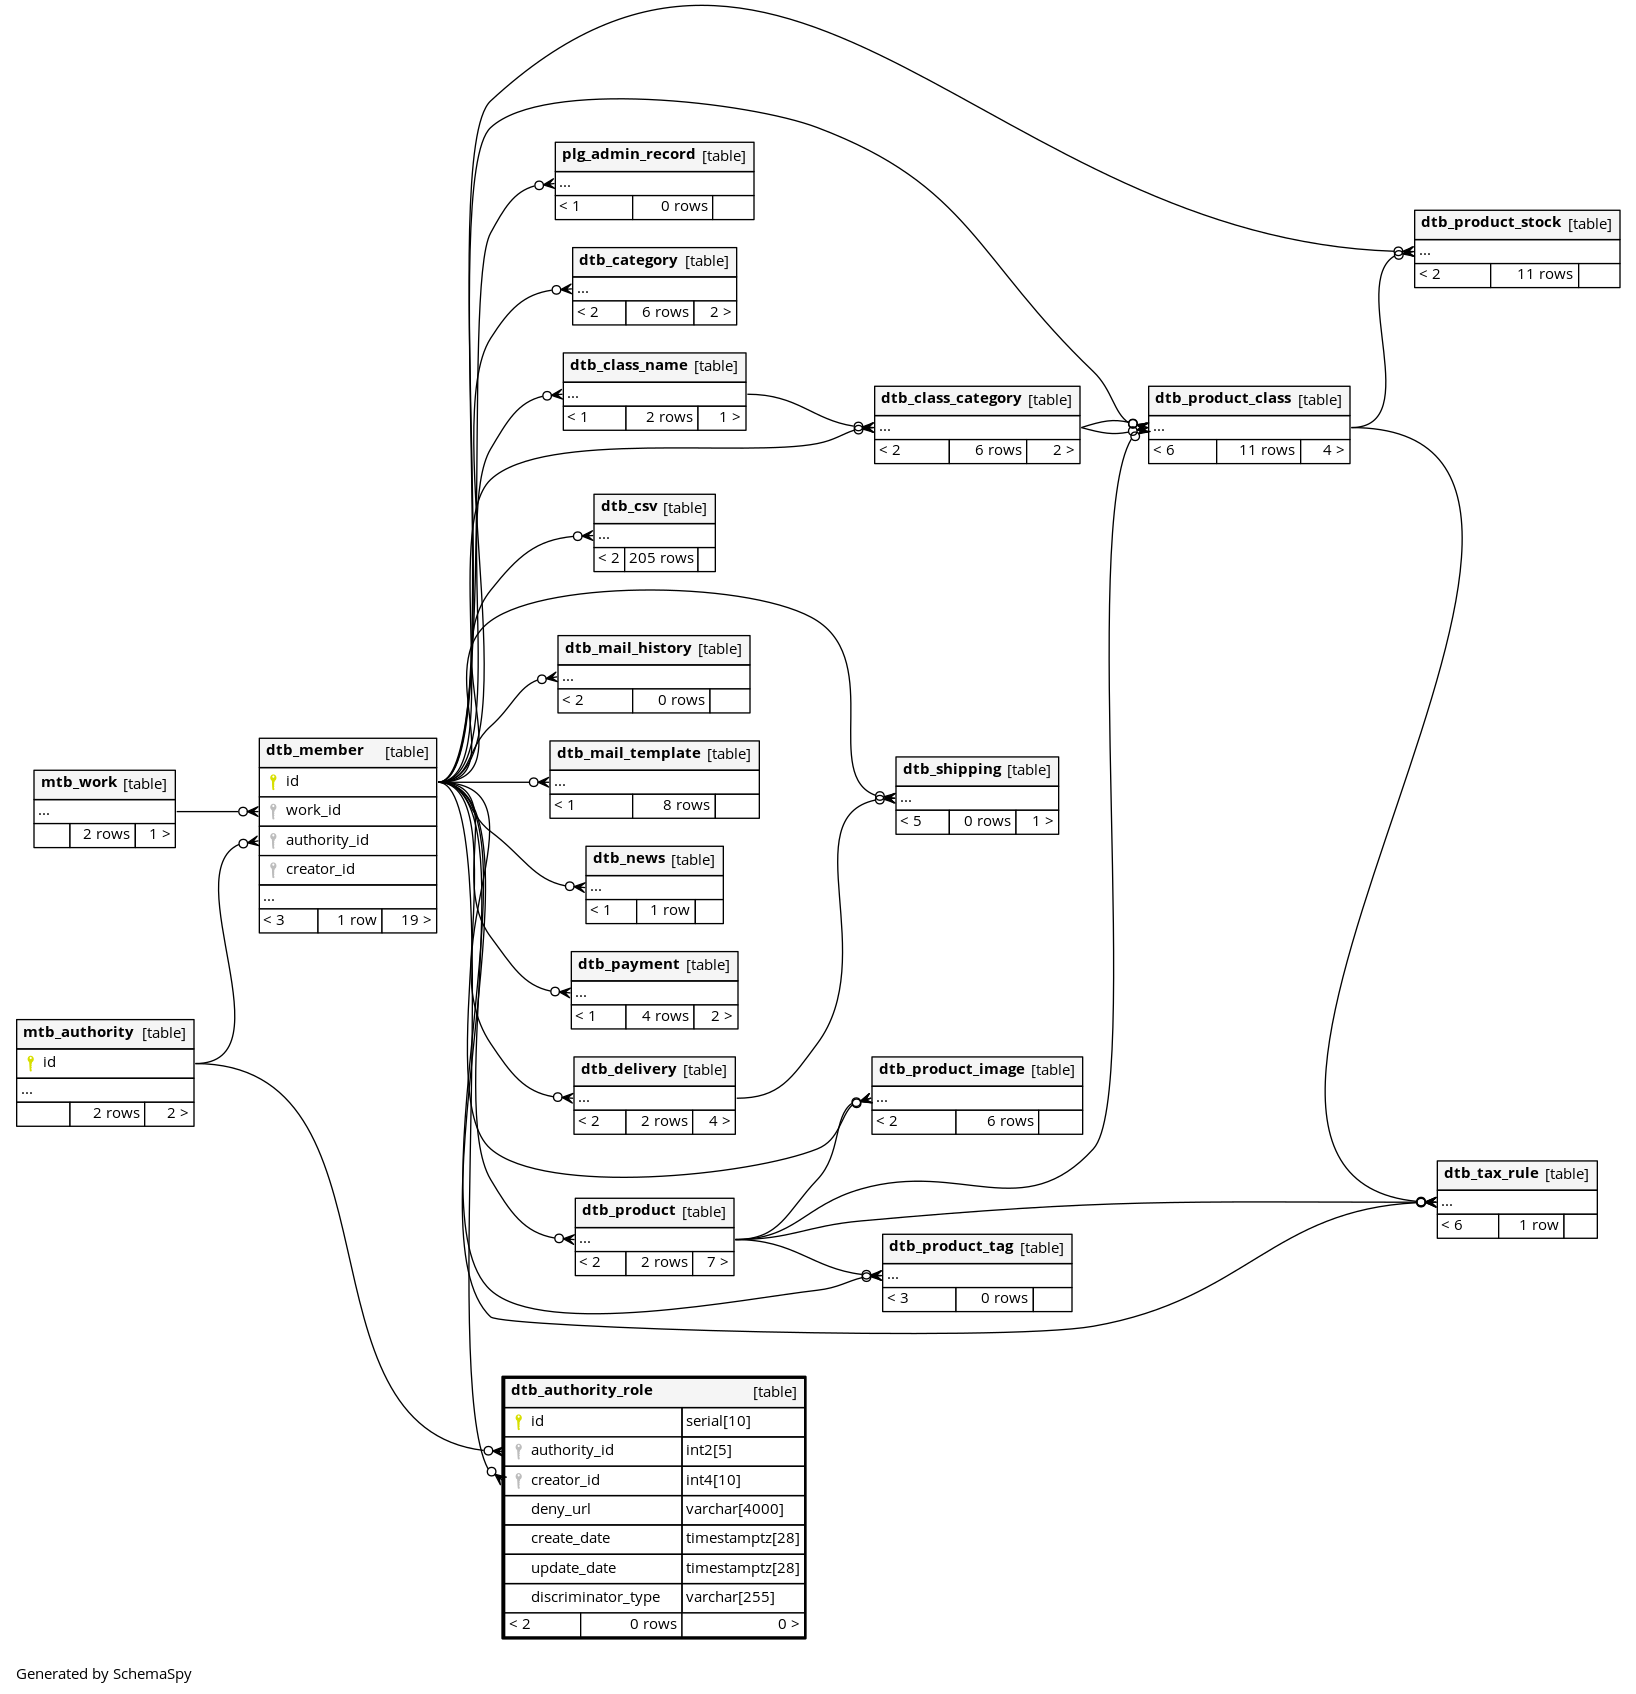 plg_admin_record [table]
...
< 1 0 rows
dtb_product_stock [table]
...
< 2 11 rows
dtb_category [table]
...
< 2 6 rows 2 >
dtb_class_name [table]
...
< 1 2 rows 1 >
dtb_class_category [table]
...
< 2 6 rows 2 >
dtb_product_class [table]
...
< 6 11 rows 4 >
dtb_csv [table]
...
< 2 205 rows
dtb_mail_history [table]
...
< 2 0 rows
dtb_member [table]
id
work_id
authority_id
creator_id
...
< 3 1 row 19 >
mtb_work [table]
...
2 rows 1 >
dtb_mail_template [table]
...
< 1 8 rows
dtb_shipping [table]
...
< 5 0 rows 1 >
dtb_news [table]
...
< 1 1 row
dtb_payment [table]
...
< 1 4 rows 2 >
mtb_authority [table]
id
...
2 rows 2 >
dtb_delivery [table]
...
< 2 2 rows 4 >
dtb_product_image [table]
...
< 2 6 rows
dtb_tax_rule [table]
...
< 6 1 row
dtb_product [table]
...
< 2 2 rows 7 >
dtb_product_tag [table]
...
< 3 0 rows
dtb_authority_role [table]
id serial[10]
authority_id int2[5]
creator_id int4[10]
deny_url varchar[4000]
create_date timestamptz[28]
update_date timestamptz[28]
discriminator_type varchar[255]
< 2 0 rows 0 >
Generated by SchemaSpy